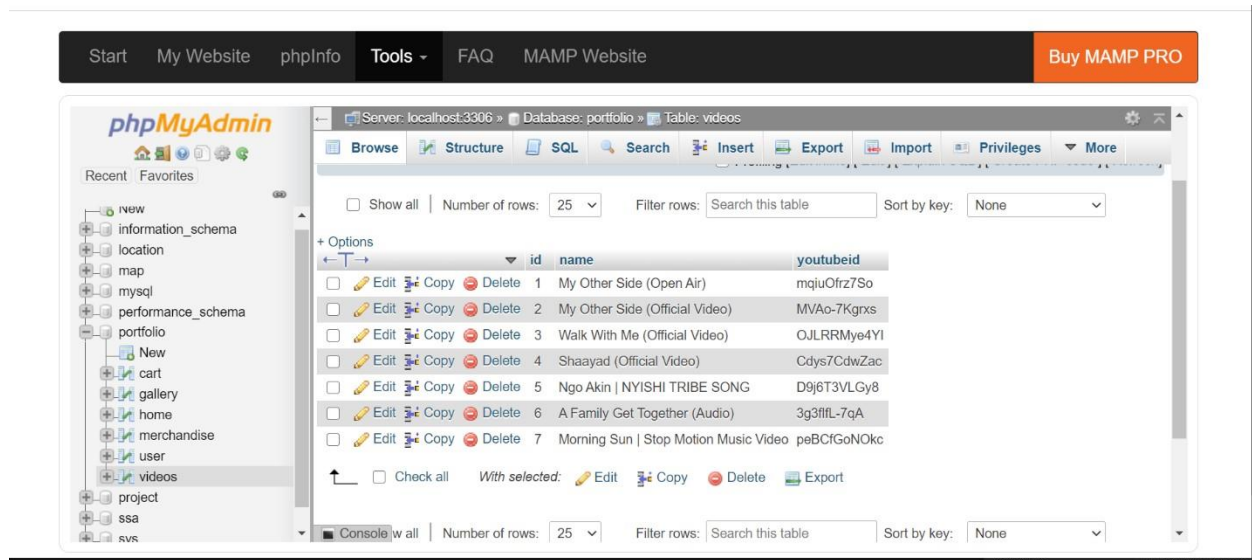 Start My Website phpInfo Tools FAQ MAMP Website Buy MAMP PRO
phpMyAdmin
Recent Favorites
New
information_schema
location
map
mysql
performance_schema
portfolio
New
cart
gallery
home
merchandise
user
videos
project
ssa
sys
Server: localhost:3306 » Database: portfolio » Table: videos
Browse Structure SQL Search Insert Export Import Privileges More
Show all Number of rows: 25 Filter rows: Search this table Sort by key: None
+ Options
id name youtubeid
Edit Copy Delete 1 My Other Side (Open Air) mqiuOfrz7So
Edit Copy Delete 2 My Other Side (Official Video) MVAo-7Kgrxs
Edit Copy Delete 3 Walk With Me (Official Video) OJLRRMye4YI
Edit Copy Delete 4 Shaayad (Official Video) Cdys7CdwZac
Edit Copy Delete 5 Ngo Akin | NYISHI TRIBE SONG D9j6T3VLGy8
Edit Copy Delete 6 A Family Get Together (Audio)
Edit Copy Delete 7 Morning Sun | Stop Motion Music Video peBCfGoNOkc
Check all With selected: Edit Copy Delete Export
Console w all Number of rows: 25 Filter rows: Search this table Sort by key: None